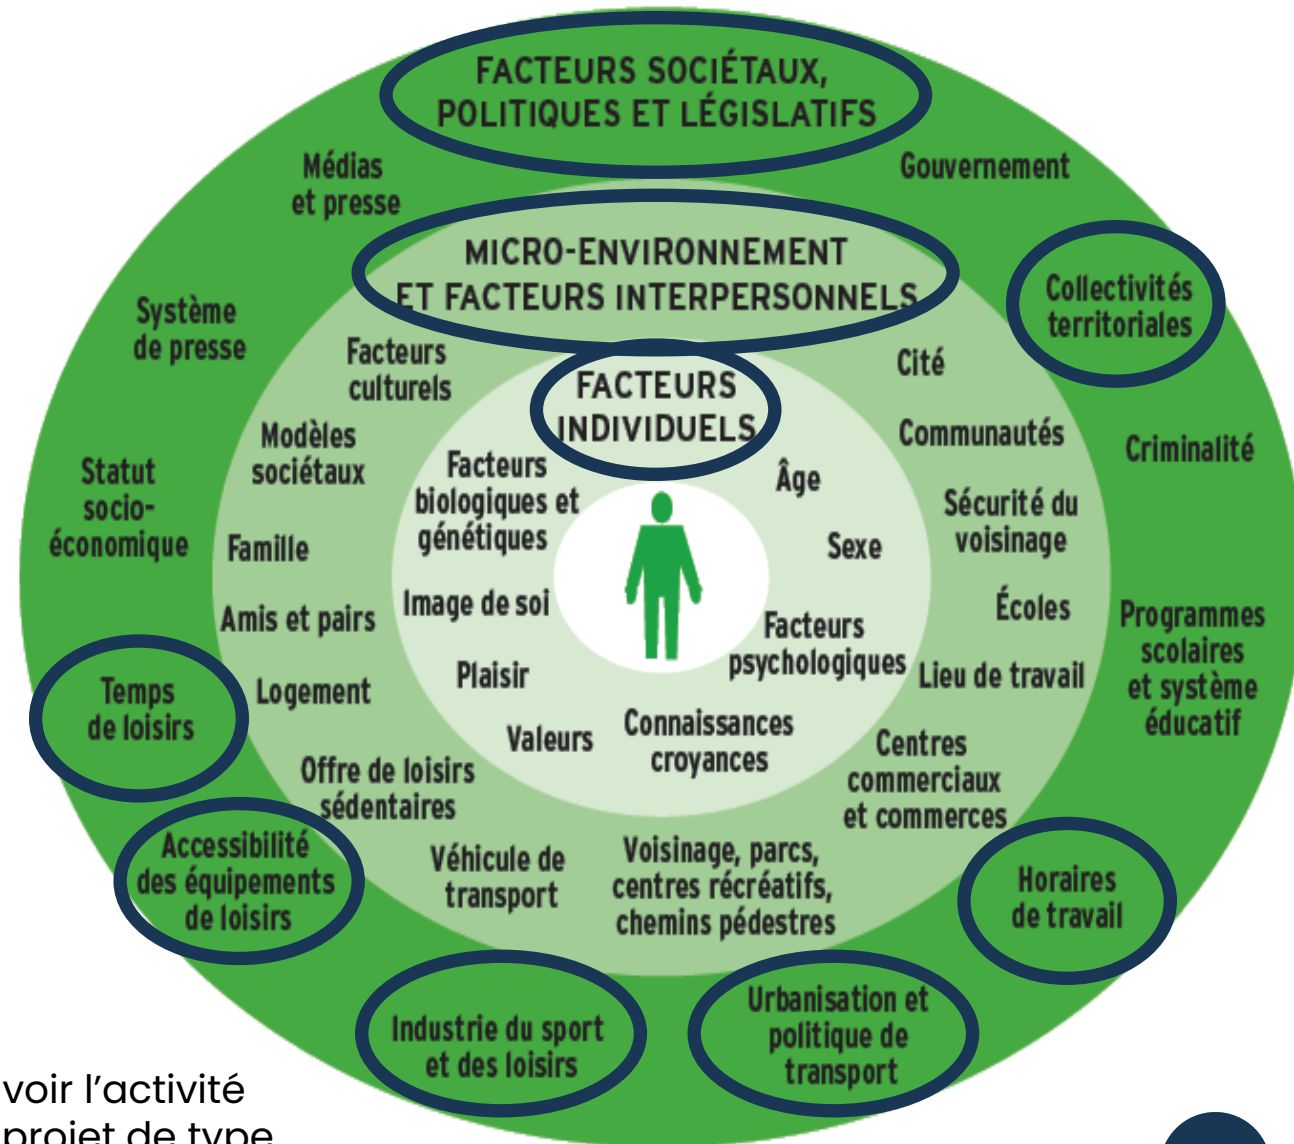 FACTEURS SOCIÉTAUX,
POLITIQUES ET LÉGISLATIFS
Médias
et presse
Gouvernement
Système
de presse
Collectivités
territoriales
Statut
socio-
économique
Criminalité
Temps
de loisirs
Programmes
scolaires
et système
éducatif
Accessibilité
des équipements
de loisirs
Horaires
de travail
Industrie du sport
et des loisirs
Urbanisation et
politique de
transport
MICRO-ENVIRONNEMENT
ET FACTEURS INTERPERSONNELS
Facteurs
culturels
Cité
Modèles
sociétaux
Communautés
Famille
Sécurité du
voisinage
Amis et pairs
Écoles
Logement
Lieu de travail
Offre de loisirs
sédentaires
Centres
commerciaux
et commerces
Véhicule de
transport
Voisinage, parcs,
centres récréatifs,
chemins pédestres
FACTEURS
INDIVIDUELS
Facteurs
biologiques et
génétiques
Âge
Sexe
Image de soi
Facteurs
psychologiques
Plaisir
Valeurs
Connaissances
croyances
voir l’activité
projet de type